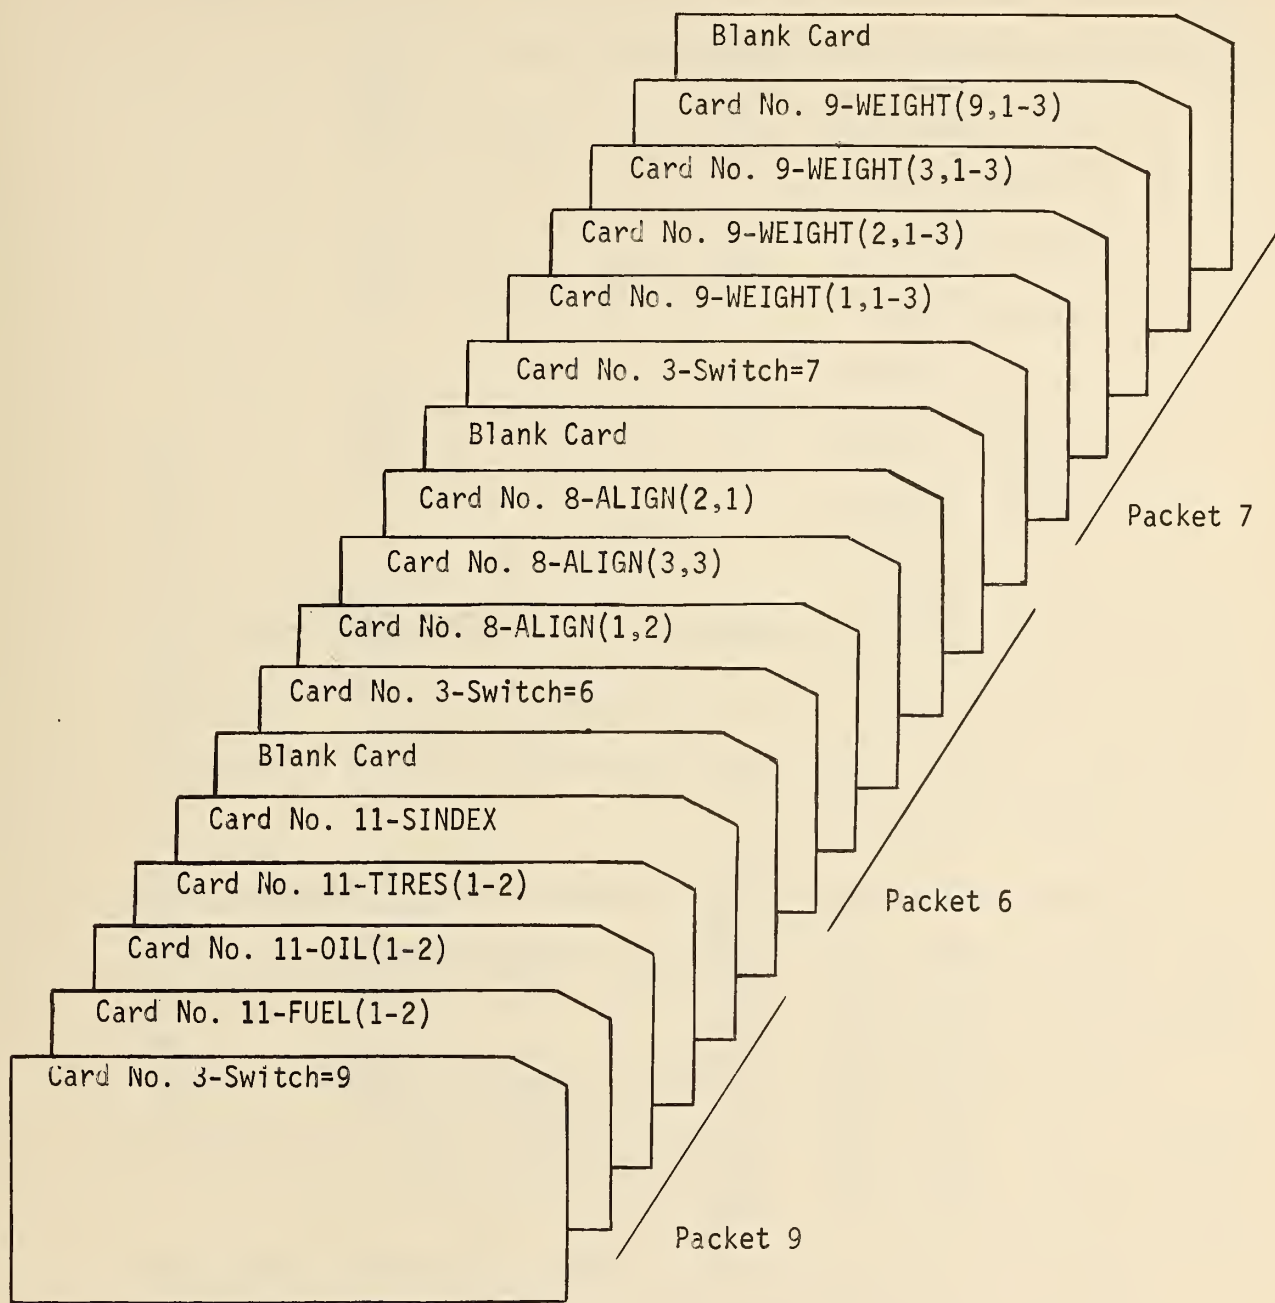 Blank Card
Card No. 9-WEIGHT(9,1-3)
Card No. 9-WEIGHT(3,1-3)
Card No. 9-WEIGHT(2,1-3)
Card No. 9-WEIGHT(1,1-3)
Card No. 3-Switch=7
Blank Card
Card No. 8-ALIGN(2,1)
Packet 7
Card No. 8-ALIGN(3,3)
Card No. 8-ALIGN(1,2)
Card No. 3-Switch=6
Blank Card
Card No. 11-SINDEX
Card No. 11-TIRES(1-2)
Packet 6
Card No. 11-OIL(1-2)
Card No. 11-FUEL(1-2)
Card No. 3-Switch=9
Packet 9